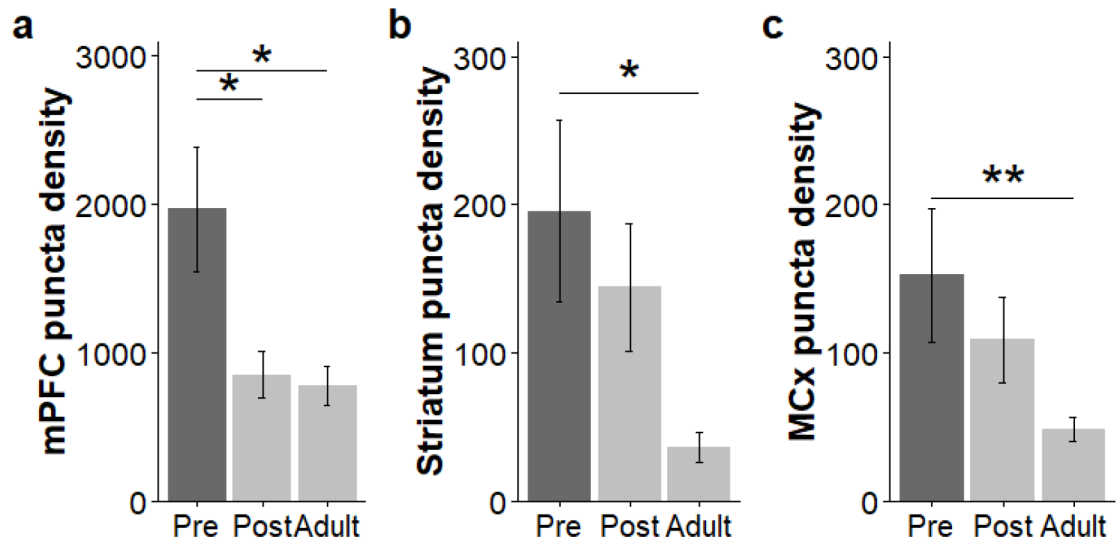 a
mPFC puncta density
3000
2000
1000
0
*
*
Pre Post Adult
b
Striatum puncta density
300
200
100
0
*
Pre Post Adult
c
MCx puncta density
300
200
100
0
**
Pre Post Adult